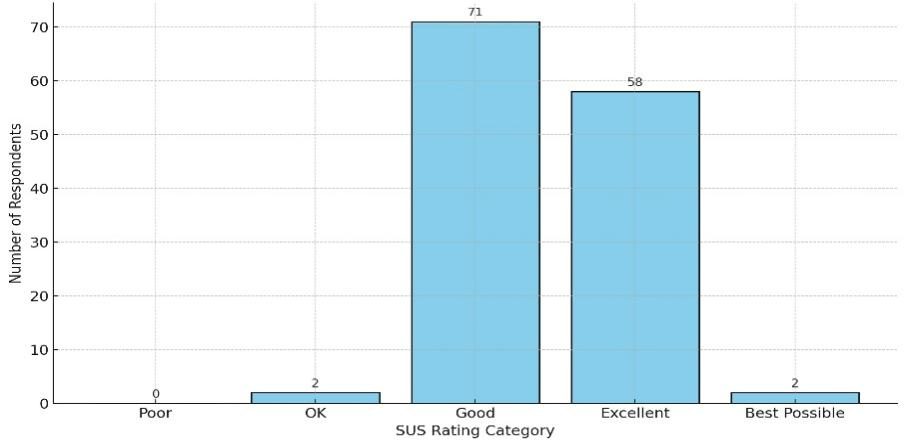 71
70
60
58
50
40
30
20
10
0
0
2
2
Number of Respondents
Poor
OK
Good
Excellent
Best Possible
SUS Rating Category